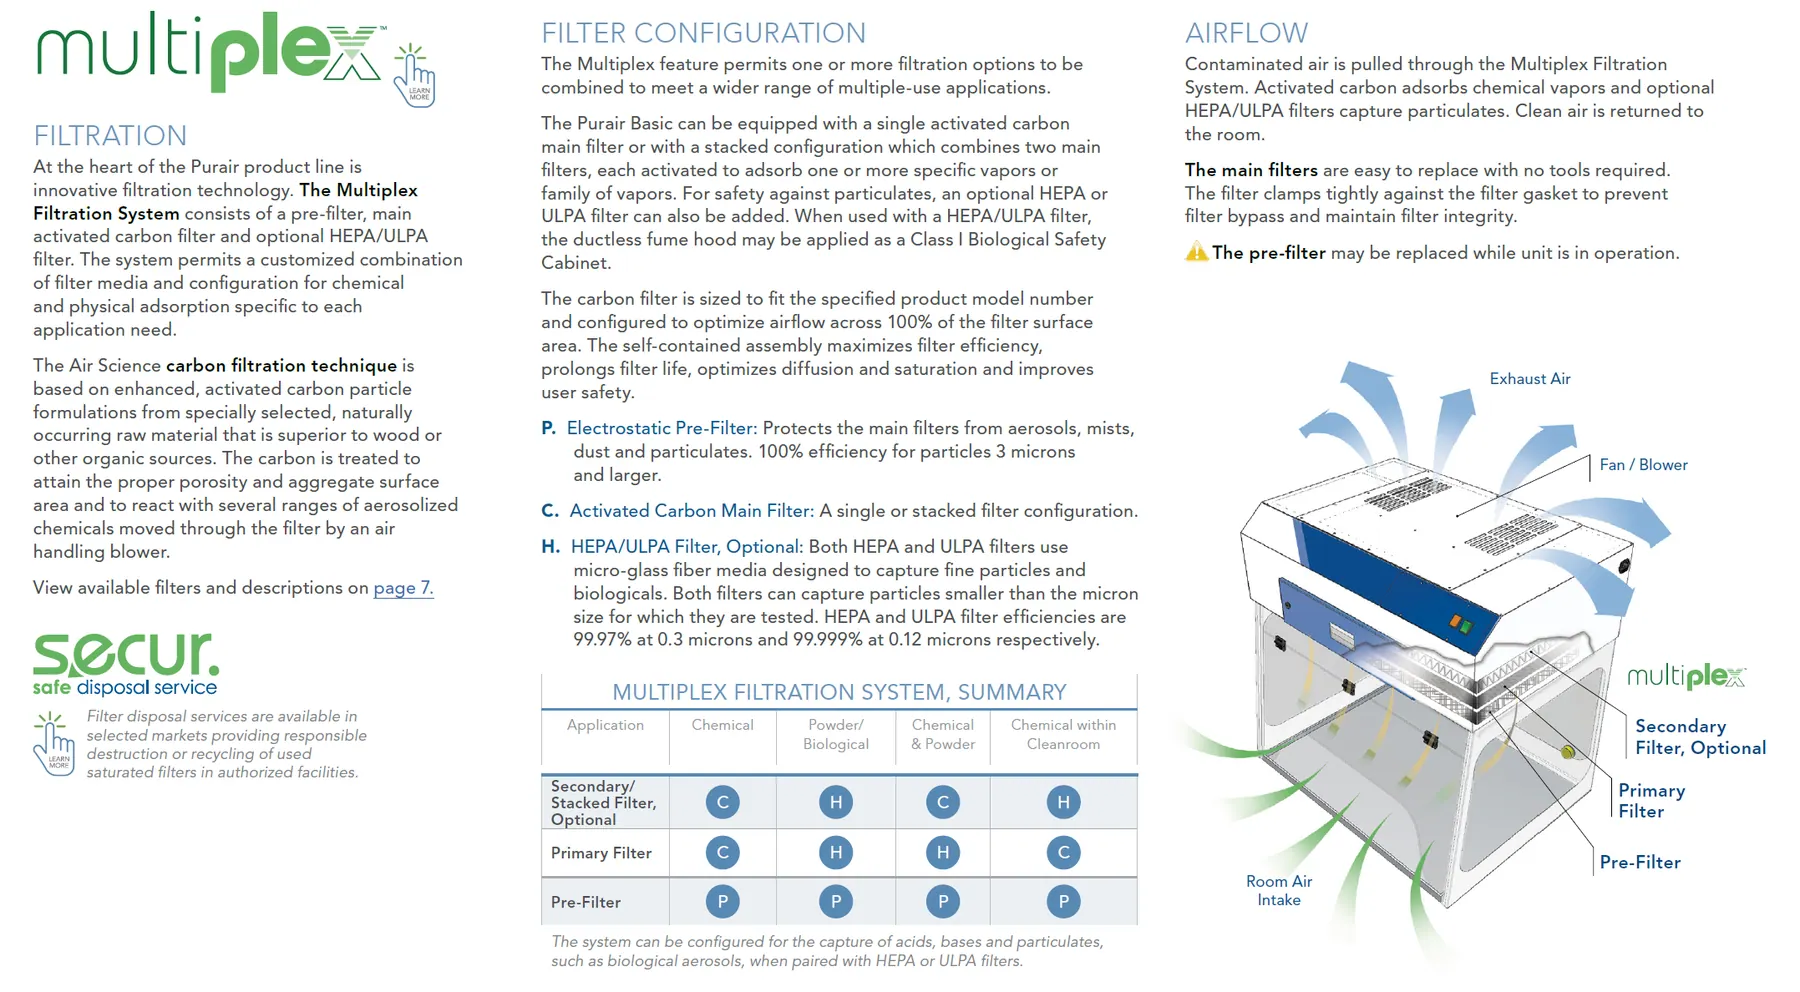 multiplex™
LEARN
MORE
FILTRATION
At the heart of the Purair product line is
innovative filtration technology. The Multiplex
Filtration System consists of a pre-filter, main
activated carbon filter and optional HEPA/ULPA
filter. The system permits a customized combination
of filter media and configuration for chemical
and physical adsorption specific to each
application need.
The Air Science carbon filtration technique is
based on enhanced, activated carbon particle
formulations from specially selected, naturally
occurring raw material that is superior to wood or
other organic sources. The carbon is treated to
attain the proper porosity and aggregate surface
area and to react with several ranges of aerosolized
chemicals moved through the filter by an air
handling blower.
View available filters and descriptions on page 7.
secur.
safe disposal service
LEARN
MORE
Filter disposal services are available in
selected markets providing responsible
destruction or recycling of used
saturated filters in authorized facilities.
FILTER CONFIGURATION
The Multiplex feature permits one or more filtration options to be
combined to meet a wider range of multiple-use applications.
The Purair Basic can be equipped with a single activated carbon
main filter or with a stacked configuration which combines two main
filters, each activated to adsorb one or more specific vapors or
family of vapors. For safety against particulates, an optional HEPA or
ULPA filter can also be added. When used with a HEPA/ULPA filter,
the ductless fume hood may be applied as a Class I Biological Safety
Cabinet.
The carbon filter is sized to fit the specified product model number
and configured to optimize airflow across 100% of the filter surface
area. The self-contained assembly maximizes filter efficiency,
prolongs filter life, optimizes diffusion and saturation and improves
user safety.
P. Electrostatic Pre-Filter: Protects the main filters from aerosols, mists,
dust and particulates. 100% efficiency for particles 3 microns
and larger.
C. Activated Carbon Main Filter: A single or stacked filter configuration.
H. HEPA/ULPA Filter, Optional: Both HEPA and ULPA filters use
micro-glass fiber media designed to capture fine particles and
biologicals. Both filters can capture particles smaller than the micron
size for which they are tested. HEPA and ULPA filter efficiencies are
99.97% at 0.3 microns and 99.999% at 0.12 microns respectively.
MULTIPLEX FILTRATION SYSTEM, SUMMARY
Application Chemical Powder/ Chemical Chemical within
Biological & Powder Cleanroom
Secondary/
Stacked Filter, C H C H
Optional
Primary Filter C H H C
Pre-Filter P P P P
The system can be configured for the capture of acids, bases and particulates,
such as biological aerosols, when paired with HEPA or ULPA filters.
AIRFLOW
Contaminated air is pulled through the Multiplex Filtration
System. Activated carbon adsorbs chemical vapors and optional
HEPA/ULPA filters capture particulates. Clean air is returned to
the room.
The main filters are easy to replace with no tools required.
The filter clamps tightly against the filter gasket to prevent
filter bypass and maintain filter integrity.
The pre-filter may be replaced while unit is in operation.
Exhaust Air
Fan / Blower
multiplex
Secondary
Filter, Optional
Primary
Filter
Pre-Filter
Room Air
Intake